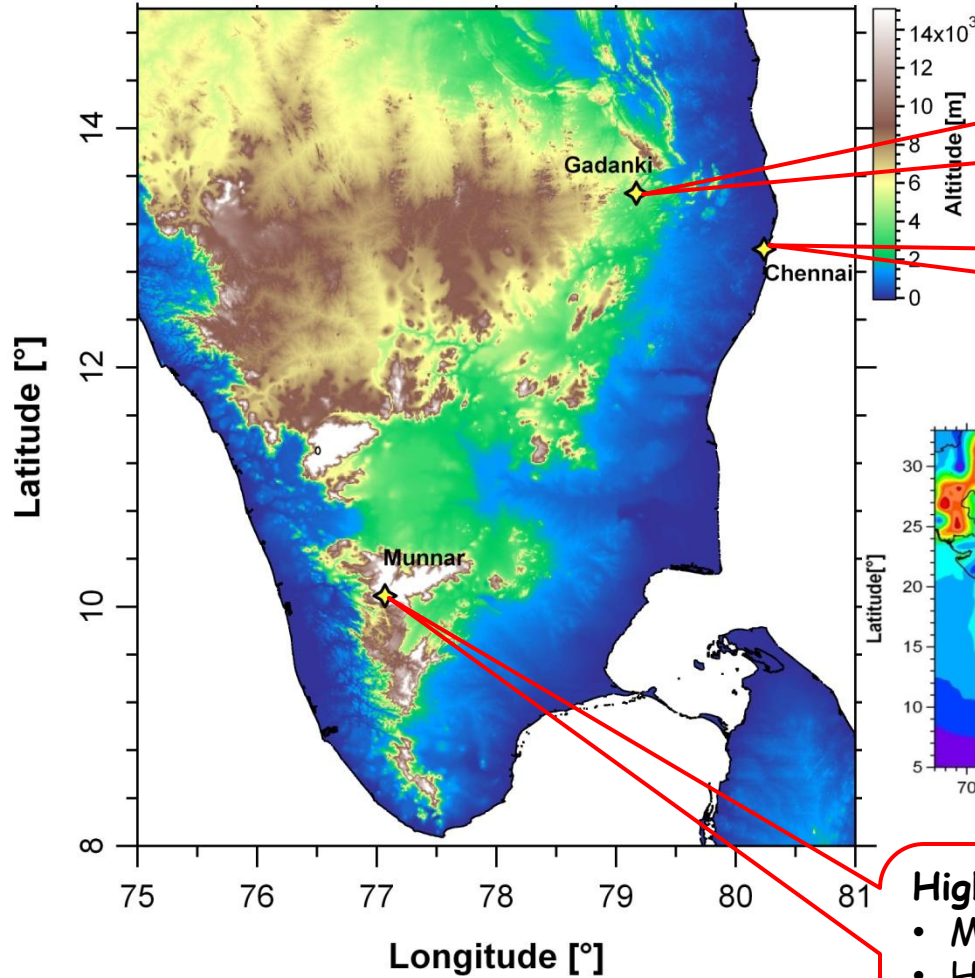 14x10³
12
10
8
6
4
2
0
Altitude [m]
14
12
10
8
Latitude [°]
Gadanki
Chennai
Munnar
75
76
77
78
79
80
81
Longitude [°]
30
25
20
15
10
5
Latitude[°]
70
High
• M
• H